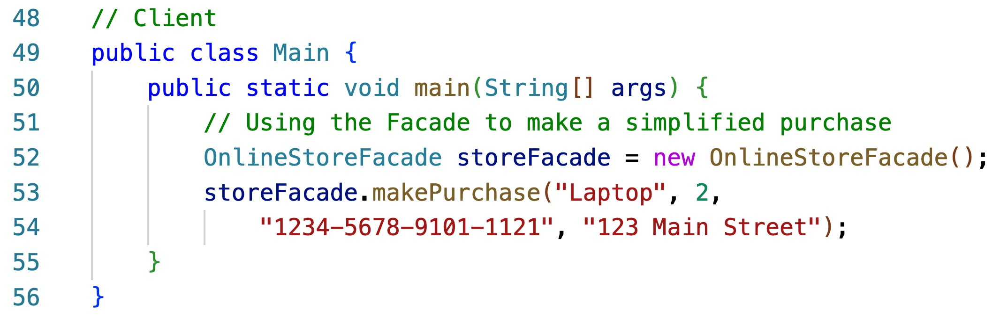 48 // Client
49 public class Main {
50 public static void main(String[] args) {
51 // Using the Facade to make a simplified purchase
52 OnlineStoreFacade storeFacade = new OnlineStoreFacade();
53 storeFacade.makePurchase("Laptop", 2,
54 "1234-5678-9101-1121", "123 Main Street");
55 }
56 }